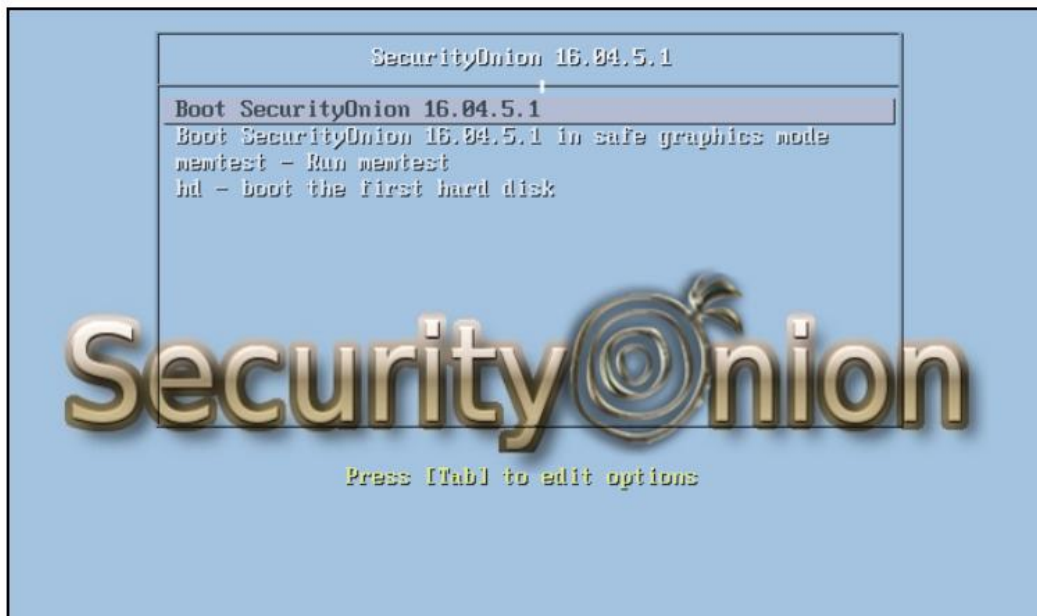 SecurityOnion 16.04.5.1
Boot SecurityOnion 16.04.5.1
Boot SecurityOnion 16.04.5.1 in safe graphics mode
memtest - Run memtest
hd - boot the first hard disk
SecurityOnion
Press [Tab] to edit options